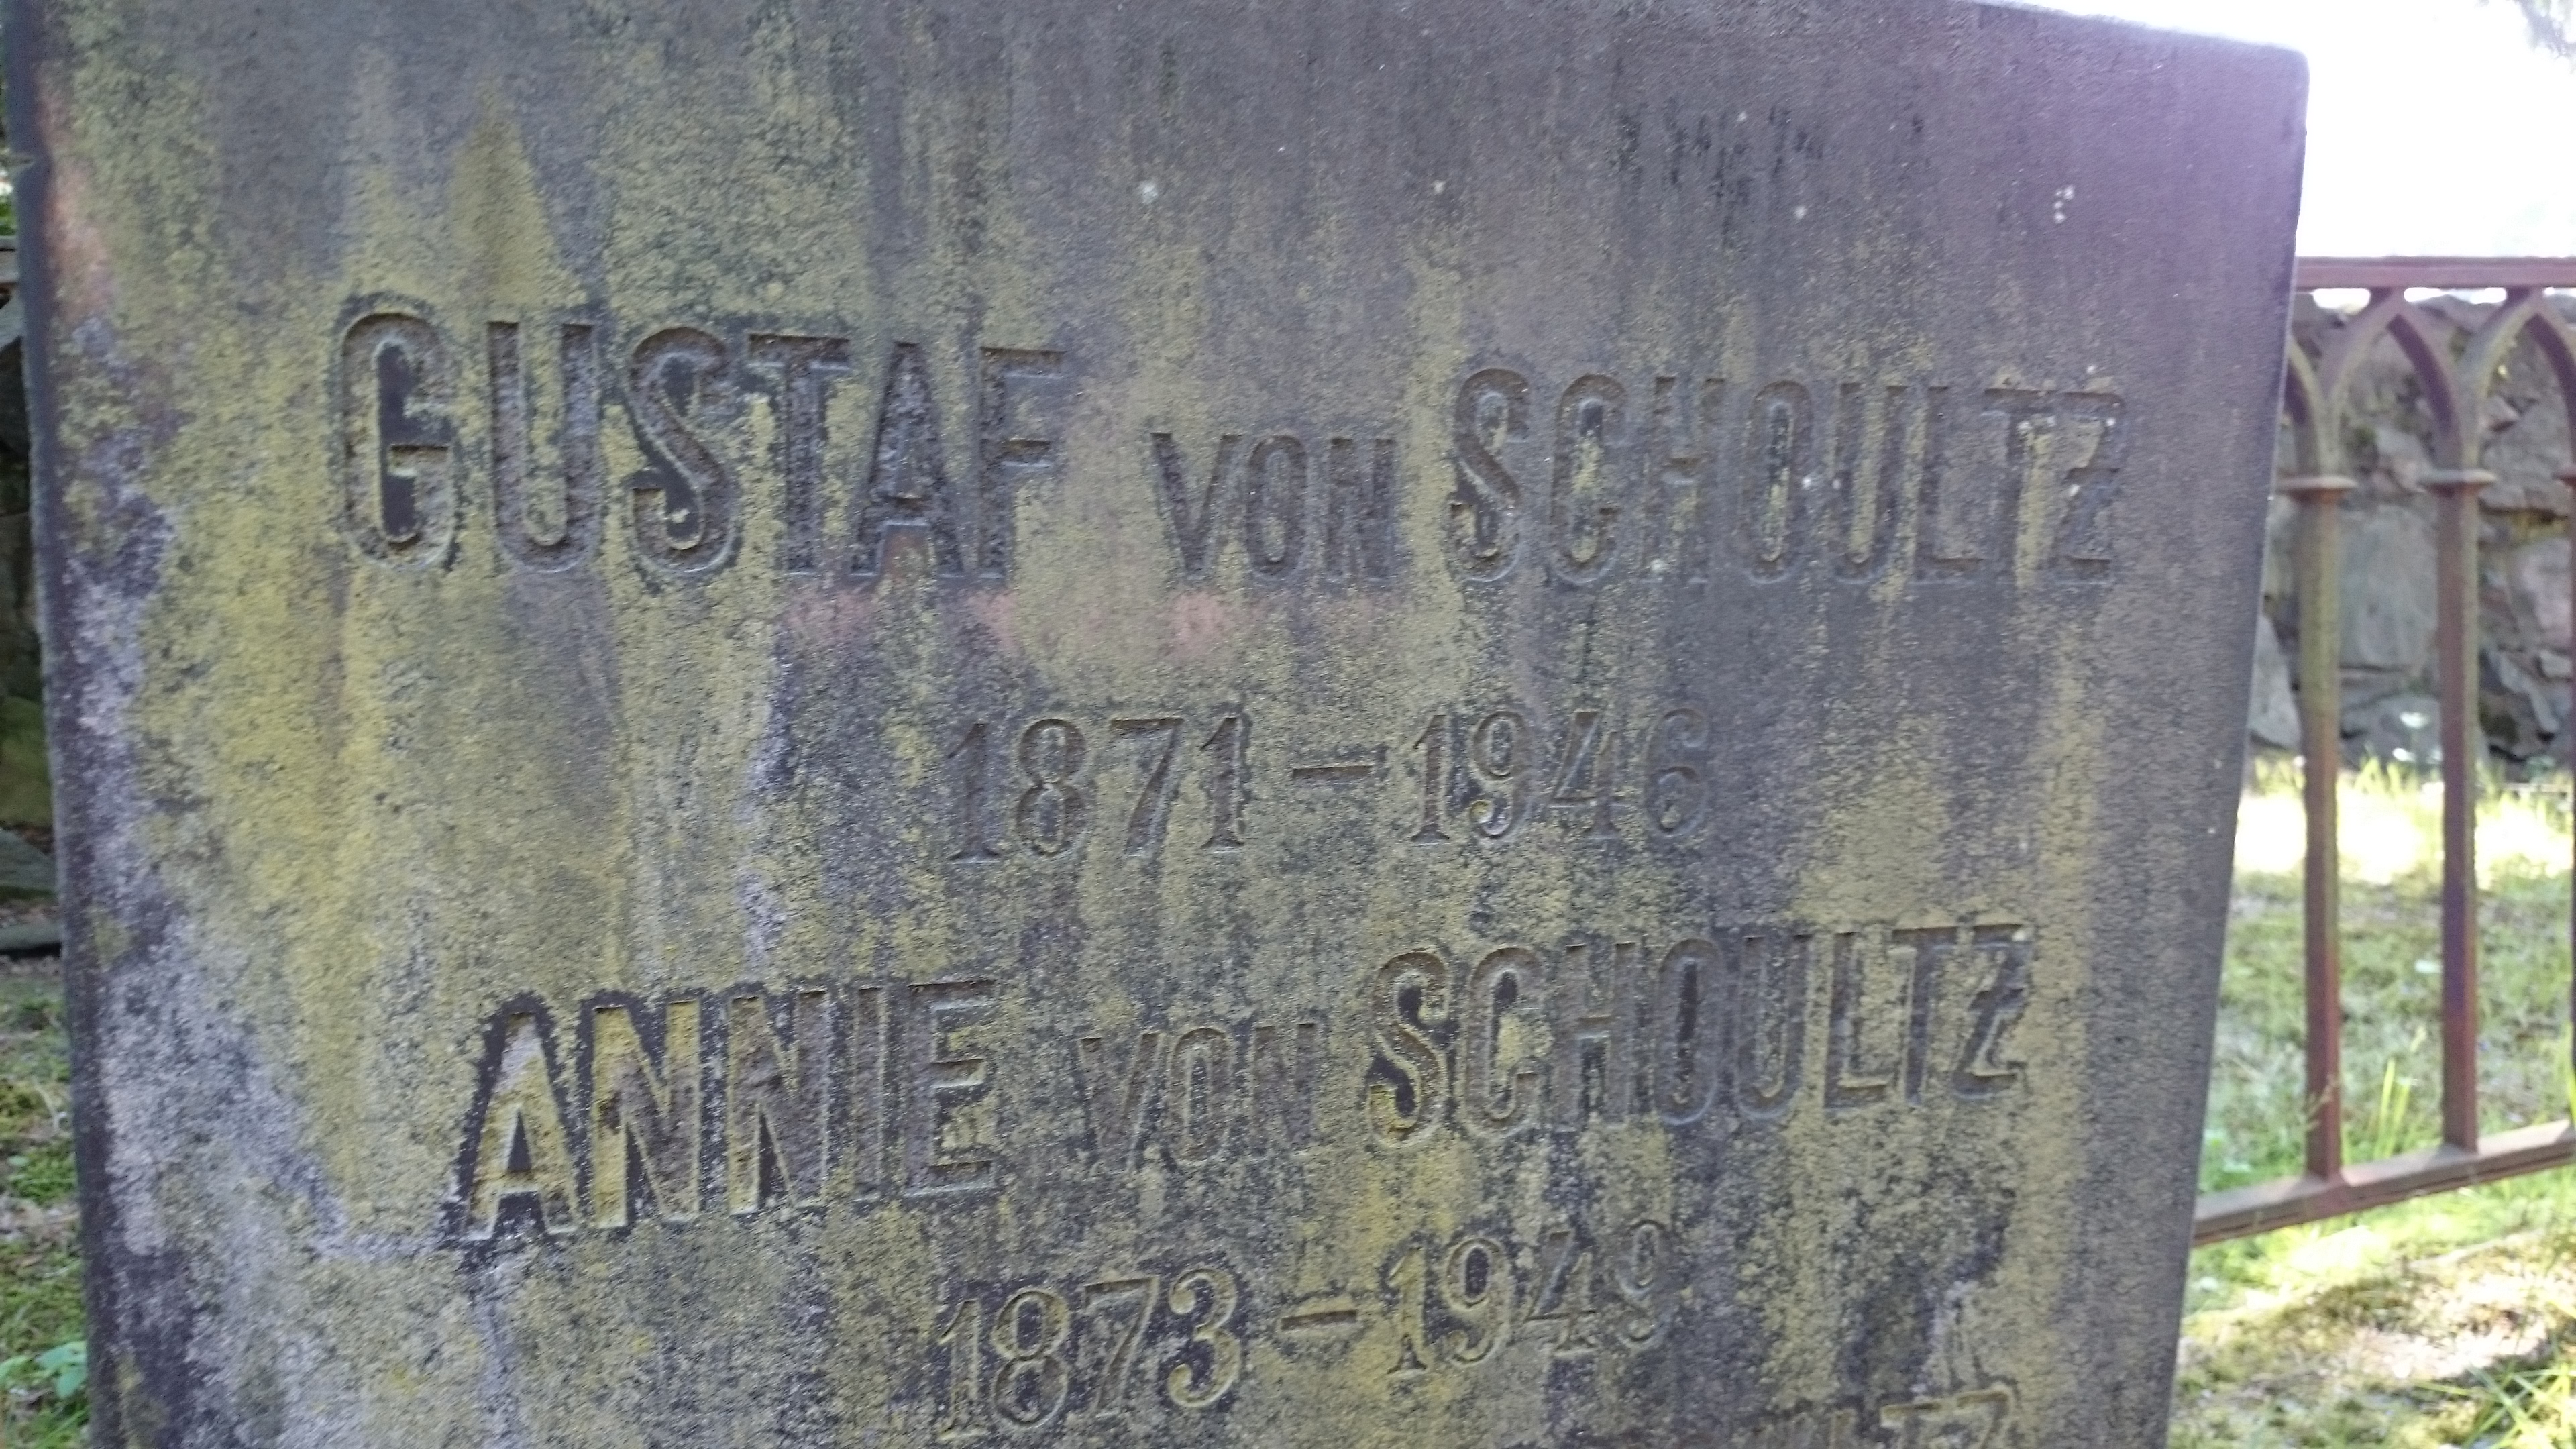 GUSTAF VON SCHOULTZ
1871–1946
ANNIE VON SCHOULTZ
1873–1949